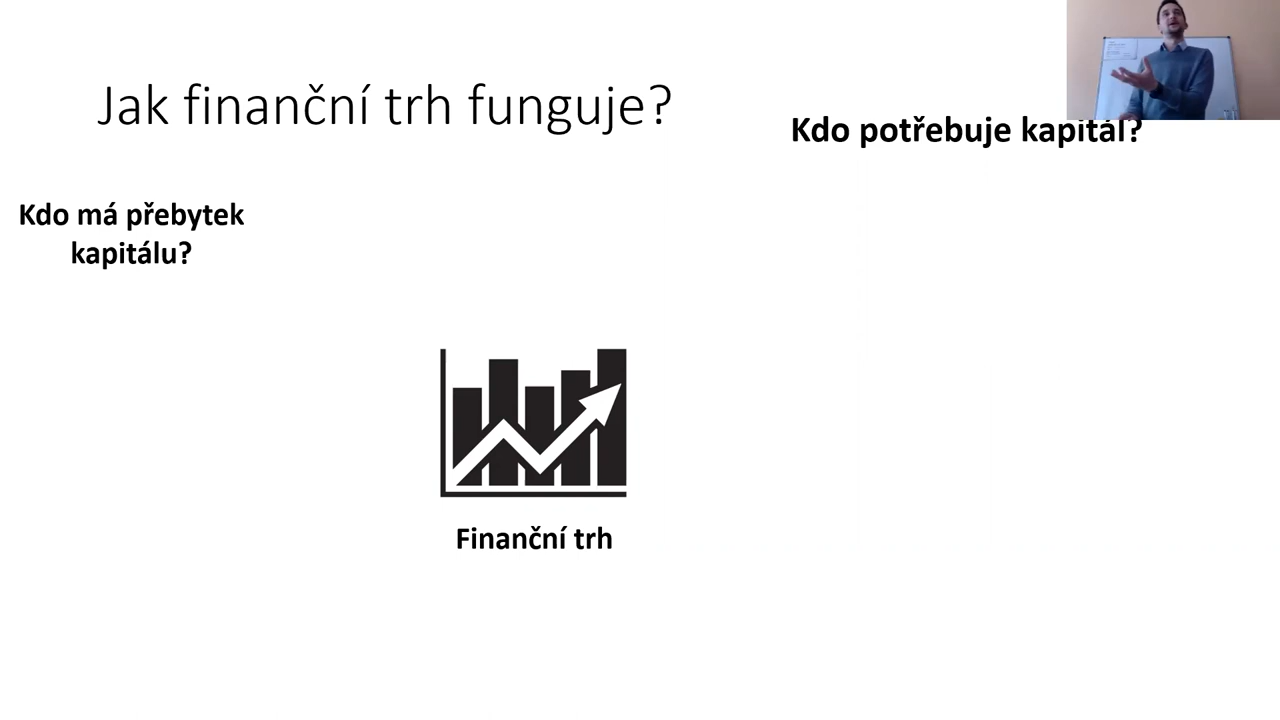 Jak finanční trh funguje?
Kdo potřebuje kapitál?
Kdo má přebytek
kapitálu?
Finanční trh